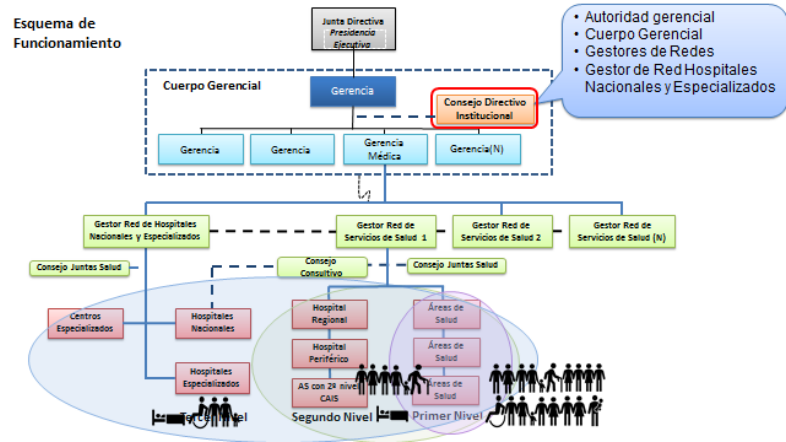 Esquema de
Funcionamiento
Junta Directiva
Presidencia
Ejecutiva
• Autoridad gerencial
• Cuerpo Gerencial
• Gestores de Redes
• Gestor de Red Hospitales
Nacionales y Especializados
Cuerpo Gerencial
Gerencia
Consejo Directivo
Institucional
Gerencia
Gerencia
Gerencia
Médica
Gerencia(N)
Gestor Red de Hospitales
Nacionales y Especializados
Gestor Red de
Servicios de Salud 1
Gestor Red de
Servicios de Salud 2
Gestor Red de
Servicios de Salud (N)
Consejo Juntas Salud
Consejo
Consultivo
Consejo Juntas Salud
Centros
Especializados
Hospitales
Nacionales
Hospital
Regional
Áreas de
Salud
Hospital
Periférico
Áreas de
Salud
Hospitales
Especializados
AS con 2º nivel
CAIS
Áreas de
Salud
Tercer Nivel
Segundo Nivel
Primer Nivel